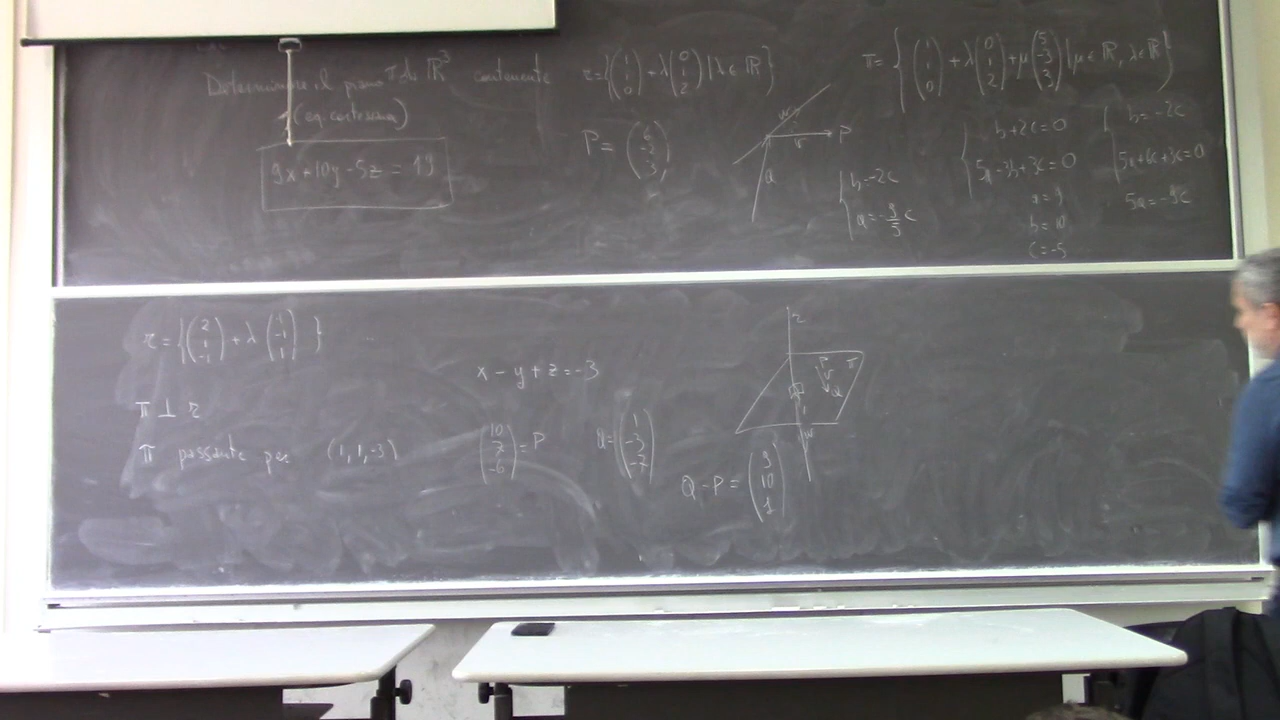 Determinare il piano π di ℝ³ contenente
(eq. cartesiana)
9x+10y-5z = 19
r = { (1 1 0) + λ (0 1 2) | λ ∈ ℝ }
P =
P
v
Q
π = { (1 1 0) + λ (0 1 2) + μ (5 -3 3) | μ ∈ ℝ, λ ∈ ℝ }
b+2c=0
5a-3b+3c=0
b=-2c
5a+6c+3c=0
5a=-9c
b=-2c
a=-9/5 c
a=9
b=10
c=-5
r = { (2 1 -1) + λ (1 -1 1) } ...
π ⊥ r
π passante per (1,1,-3)
x-y+z=-3
(10 7 -6) = P
Q = (1 -3 -7)
Q-P = (9 10 1)
r
P
π
v
Q
w